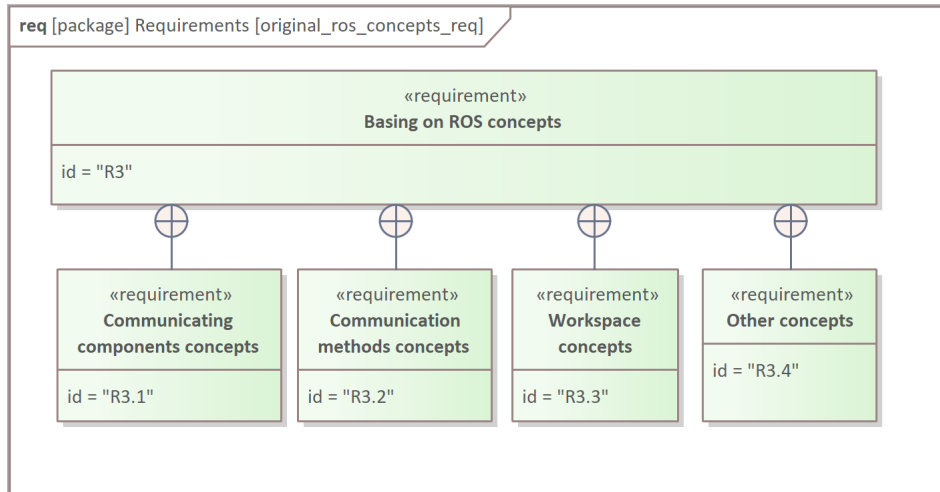 req [package] Requirements [original_ros_concepts_req]
«requirement»
Basing on ROS concepts
id = "R3"
«requirement»
Communicating
components concepts
id = "R3.1"
«requirement»
Communication
methods concepts
id = "R3.2"
«requirement»
Workspace
concepts
id = "R3.3"
«requirement»
Other concepts
id = "R3.4"